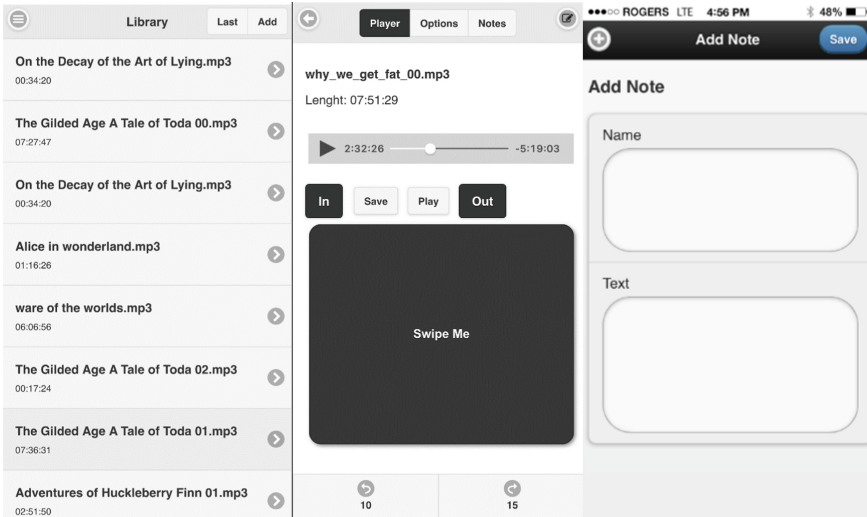 Library
Last
Add
On the Decay of the Art of Lying.mp3
00:34:20
The Gilded Age A Tale of Toda 00.mp3
07:27:47
On the Decay of the Art of Lying.mp3
00:34:20
Alice in wonderland.mp3
01:16:26
ware of the worlds.mp3
06:06:56
The Gilded Age A Tale of Toda 02.mp3
00:17:24
The Gilded Age A Tale of Toda 01.mp3
07:36:31
Adventures of Huckleberry Finn 01.mp3
02:51:50
Player
Options
Notes
why_we_get_fat_00.mp3
Lenght: 07:51:29
2:32:26
-5:19:03
In
Save
Play
Out
Swipe Me
10
15
ROGERS LTE 4:56 PM 48%
Add Note
Save
Add Note
Name
Text